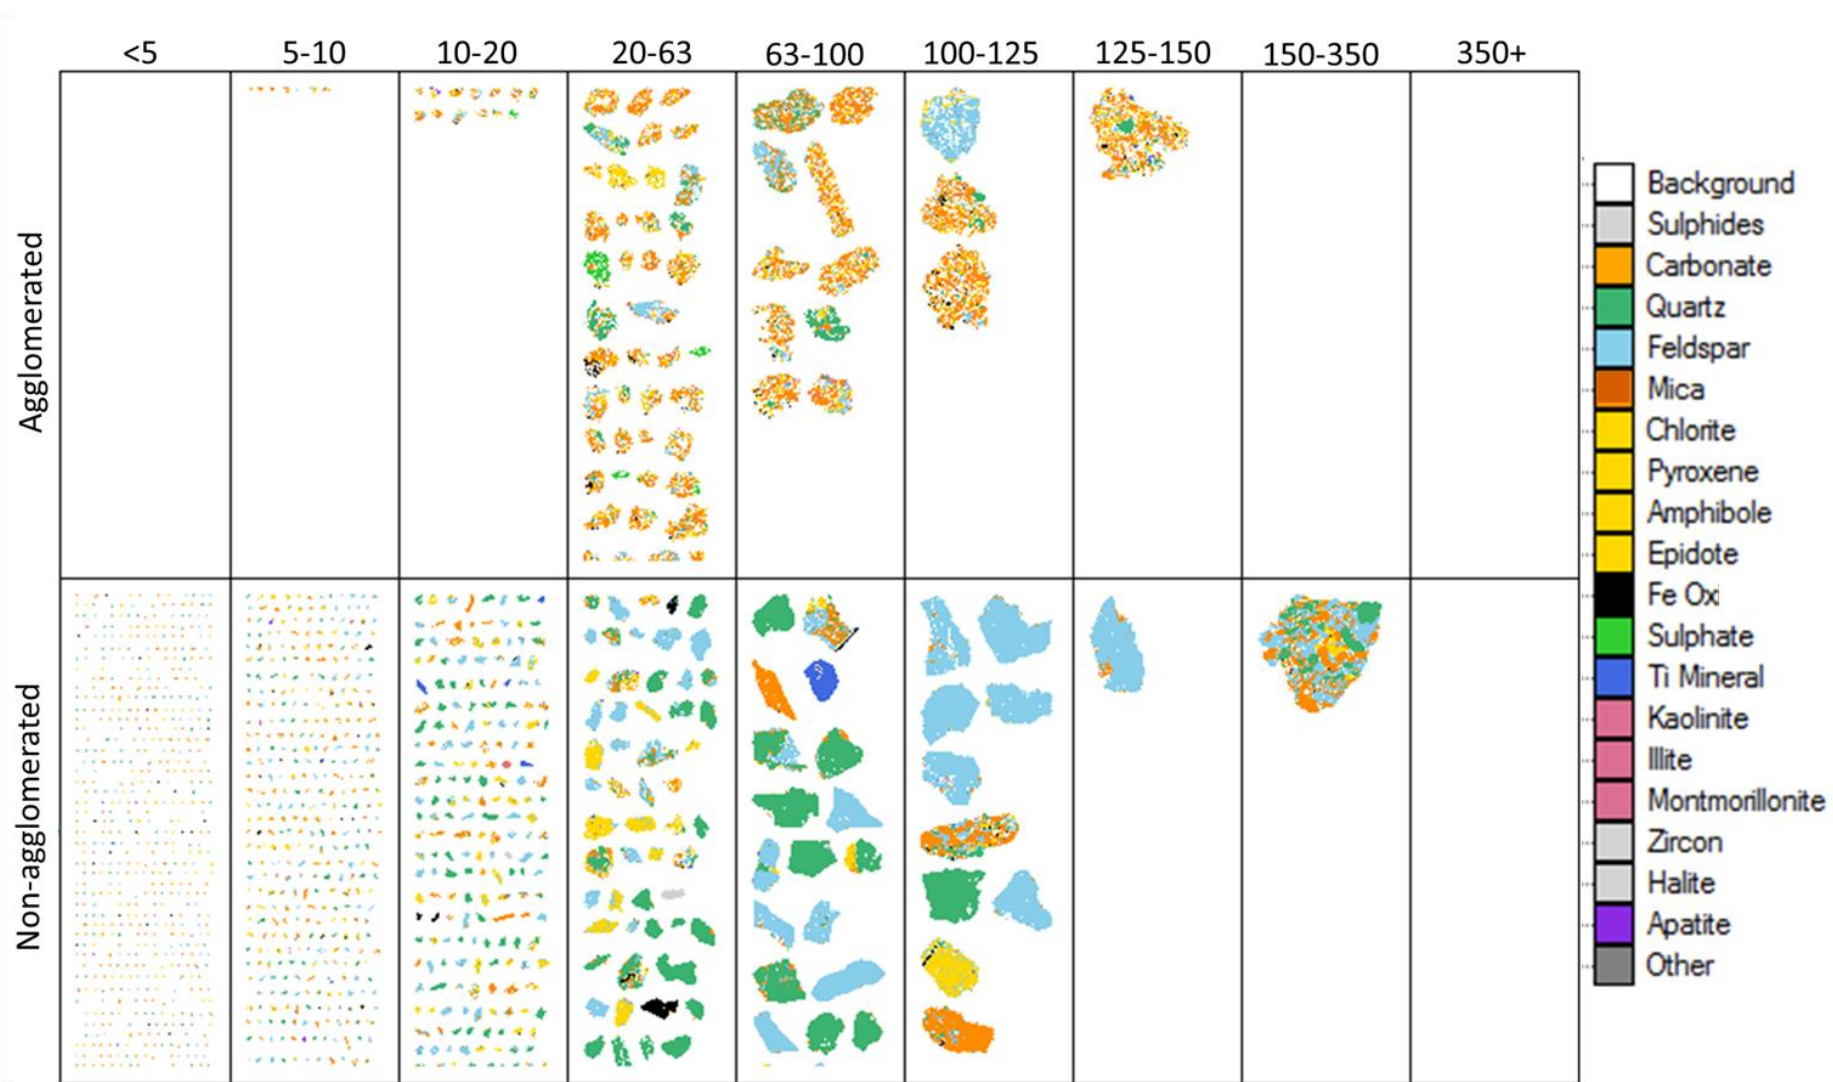 <5 5-10 10-20 20-63 63-100 100-125 125-150 150-350 350+
Agglomerated
Non-agglomerated
Background
Sulphides
Carbonate
Quartz
Feldspar
Mica
Chlorite
Pyroxene
Amphibole
Epidote
Fe Ox
Sulphate
Ti Mineral
Kaolinite
Illite
Montmorillonite
Zircon
Halite
Apatite
Other